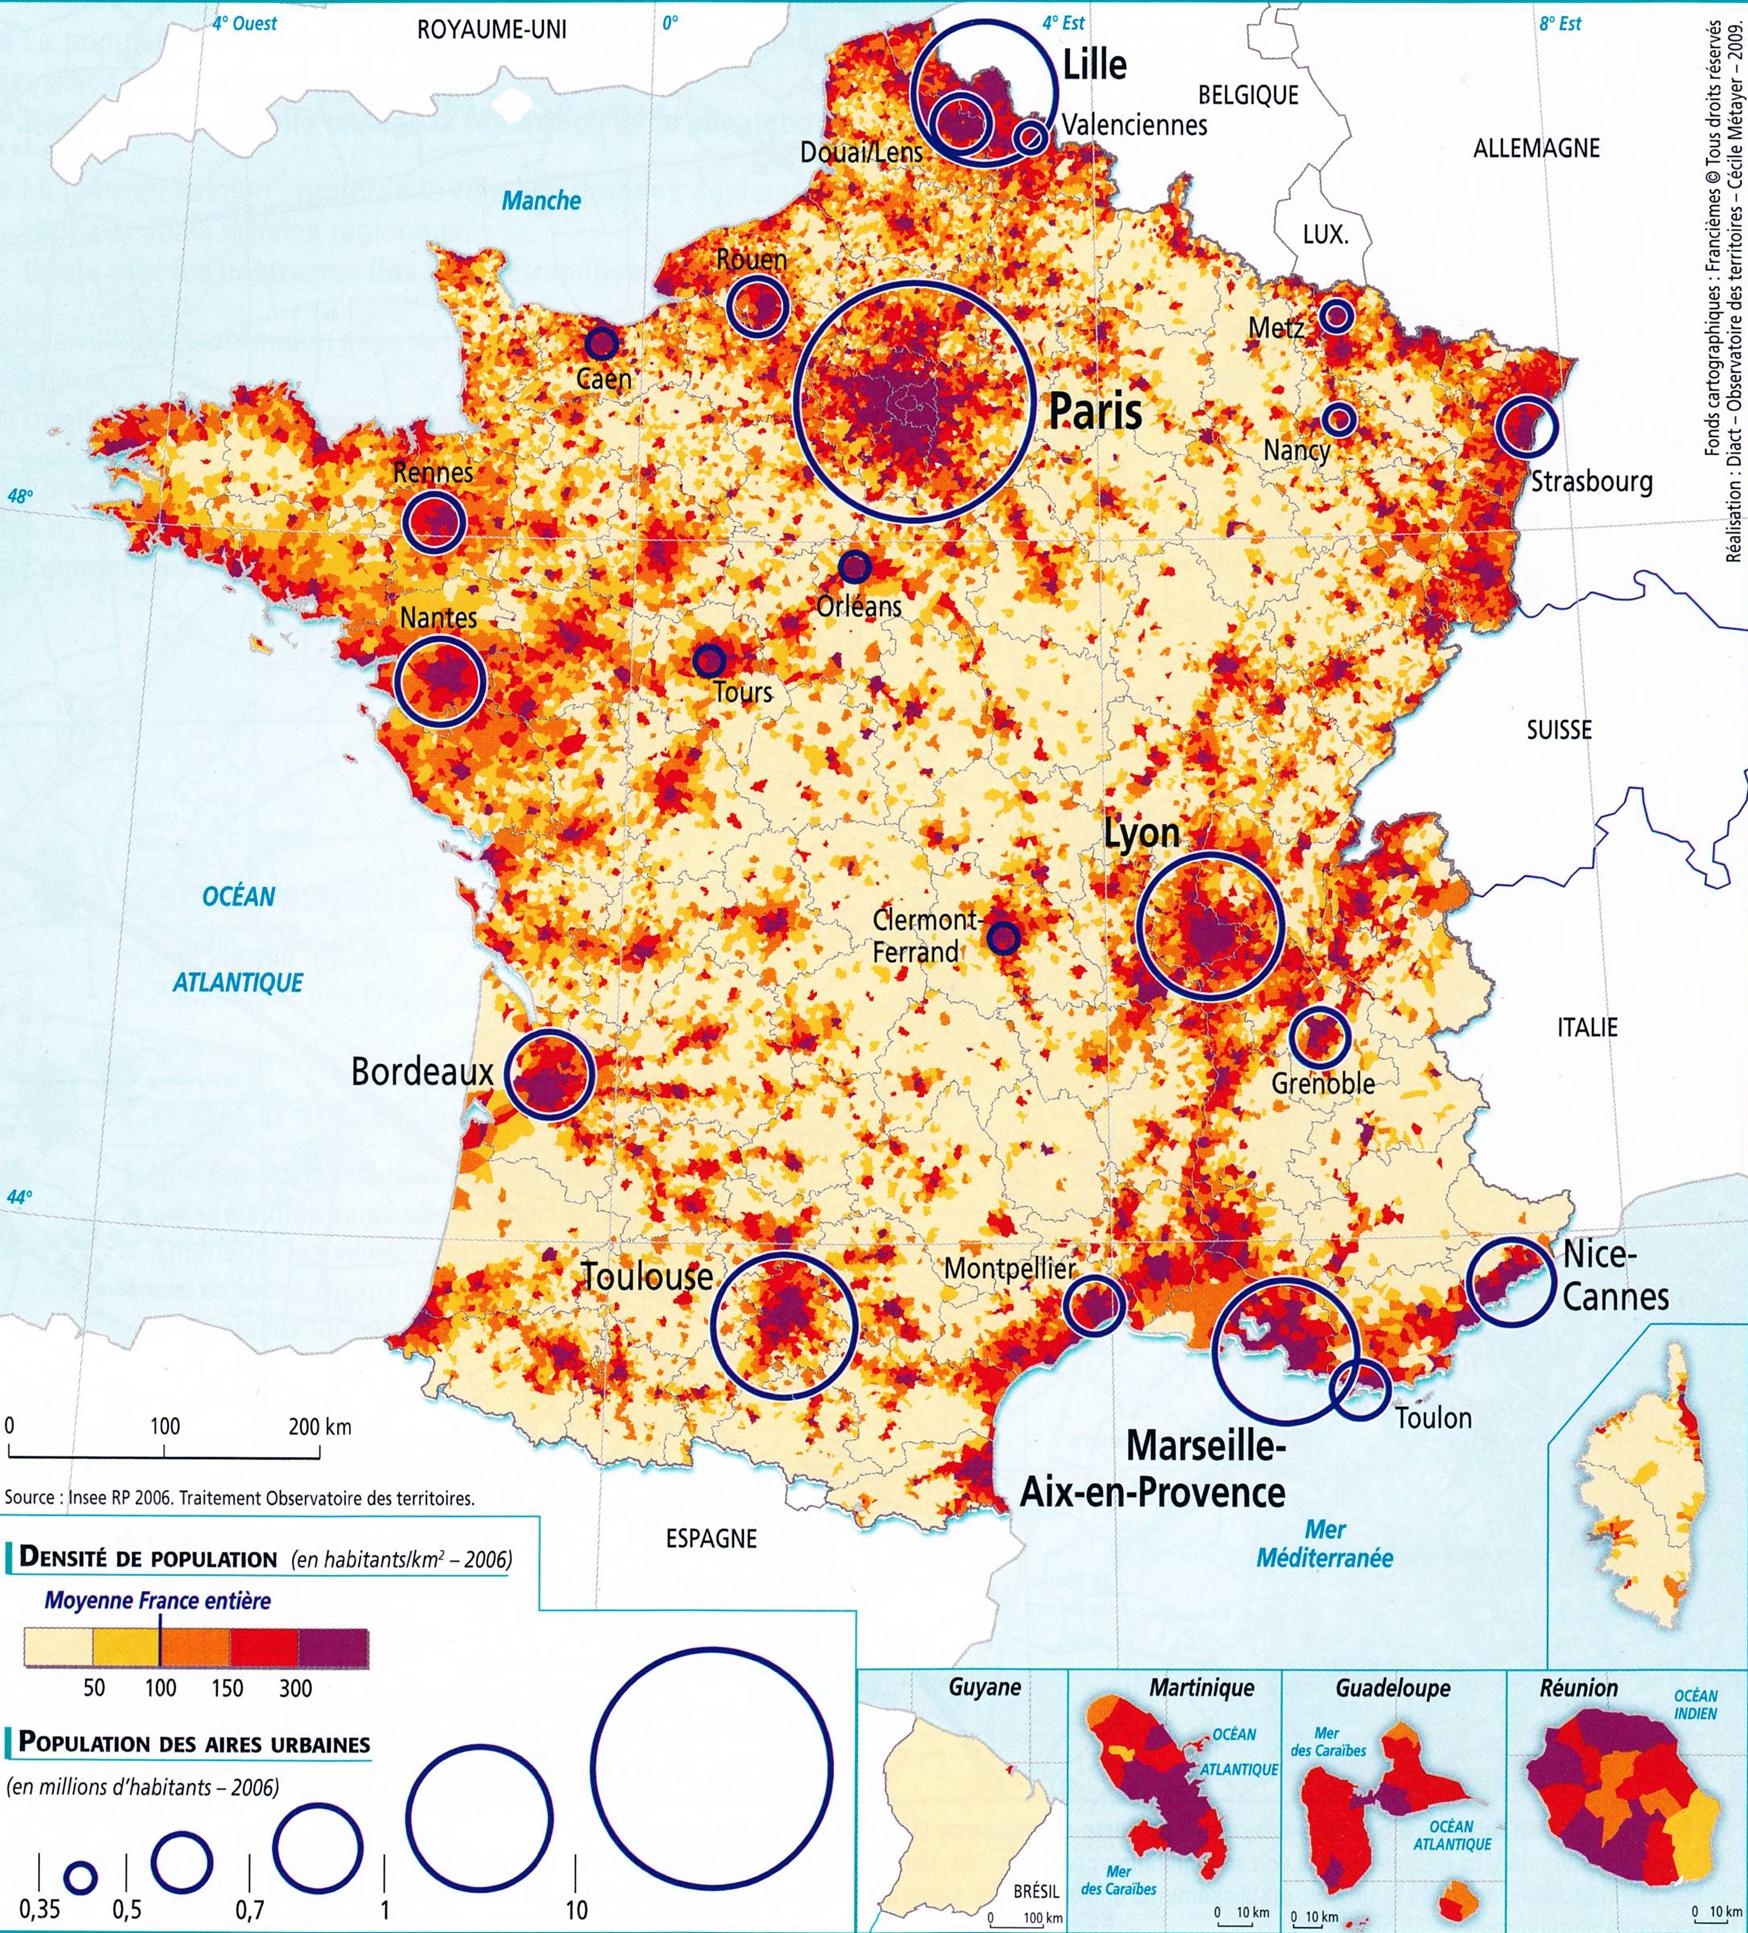 4° Ouest
ROYAUME-UNI
0°
4° Est
8° Est
Lille
BELGIQUE
Valenciennes
Douai/Lens
ALLEMAGNE
Manche
LUX.
Rouen
Metz
Caen
Paris
Nancy
Rennes
Strasbourg
48°
Orléans
Nantes
Tours
SUISSE
Lyon
OCÉAN
ATLANTIQUE
Clermont-
Ferrand
ITALIE
Bordeaux
Grenoble
44°
Toulouse
Montpellier
Nice-
Cannes
Toulon
Marseille-
Aix-en-Provence
Mer
Méditerranée
ESPAGNE
0 100 200 km
Source : Insee RP 2006. Traitement Observatoire des territoires.
DENSITÉ DE POPULATION (en habitants/km² – 2006)
Moyenne France entière
50 100 150 300
POPULATION DES AIRES URBAINES
(en millions d'habitants – 2006)
0,35 0,5 0,7 1 10
Guyane
BRÉSIL
0 100 km
Martinique
OCÉAN
ATLANTIQUE
Mer
des Caraïbes
0 10 km
Guadeloupe
Mer
des Caraïbes
OCÉAN
ATLANTIQUE
0 10 km
Réunion
OCÉAN
INDIEN
0 10 km
Fonds cartographiques : Francièmes © Tous droits réservés
Réalisation : Diact – Observatoire des territoires – Cécile Métayer – 2009.